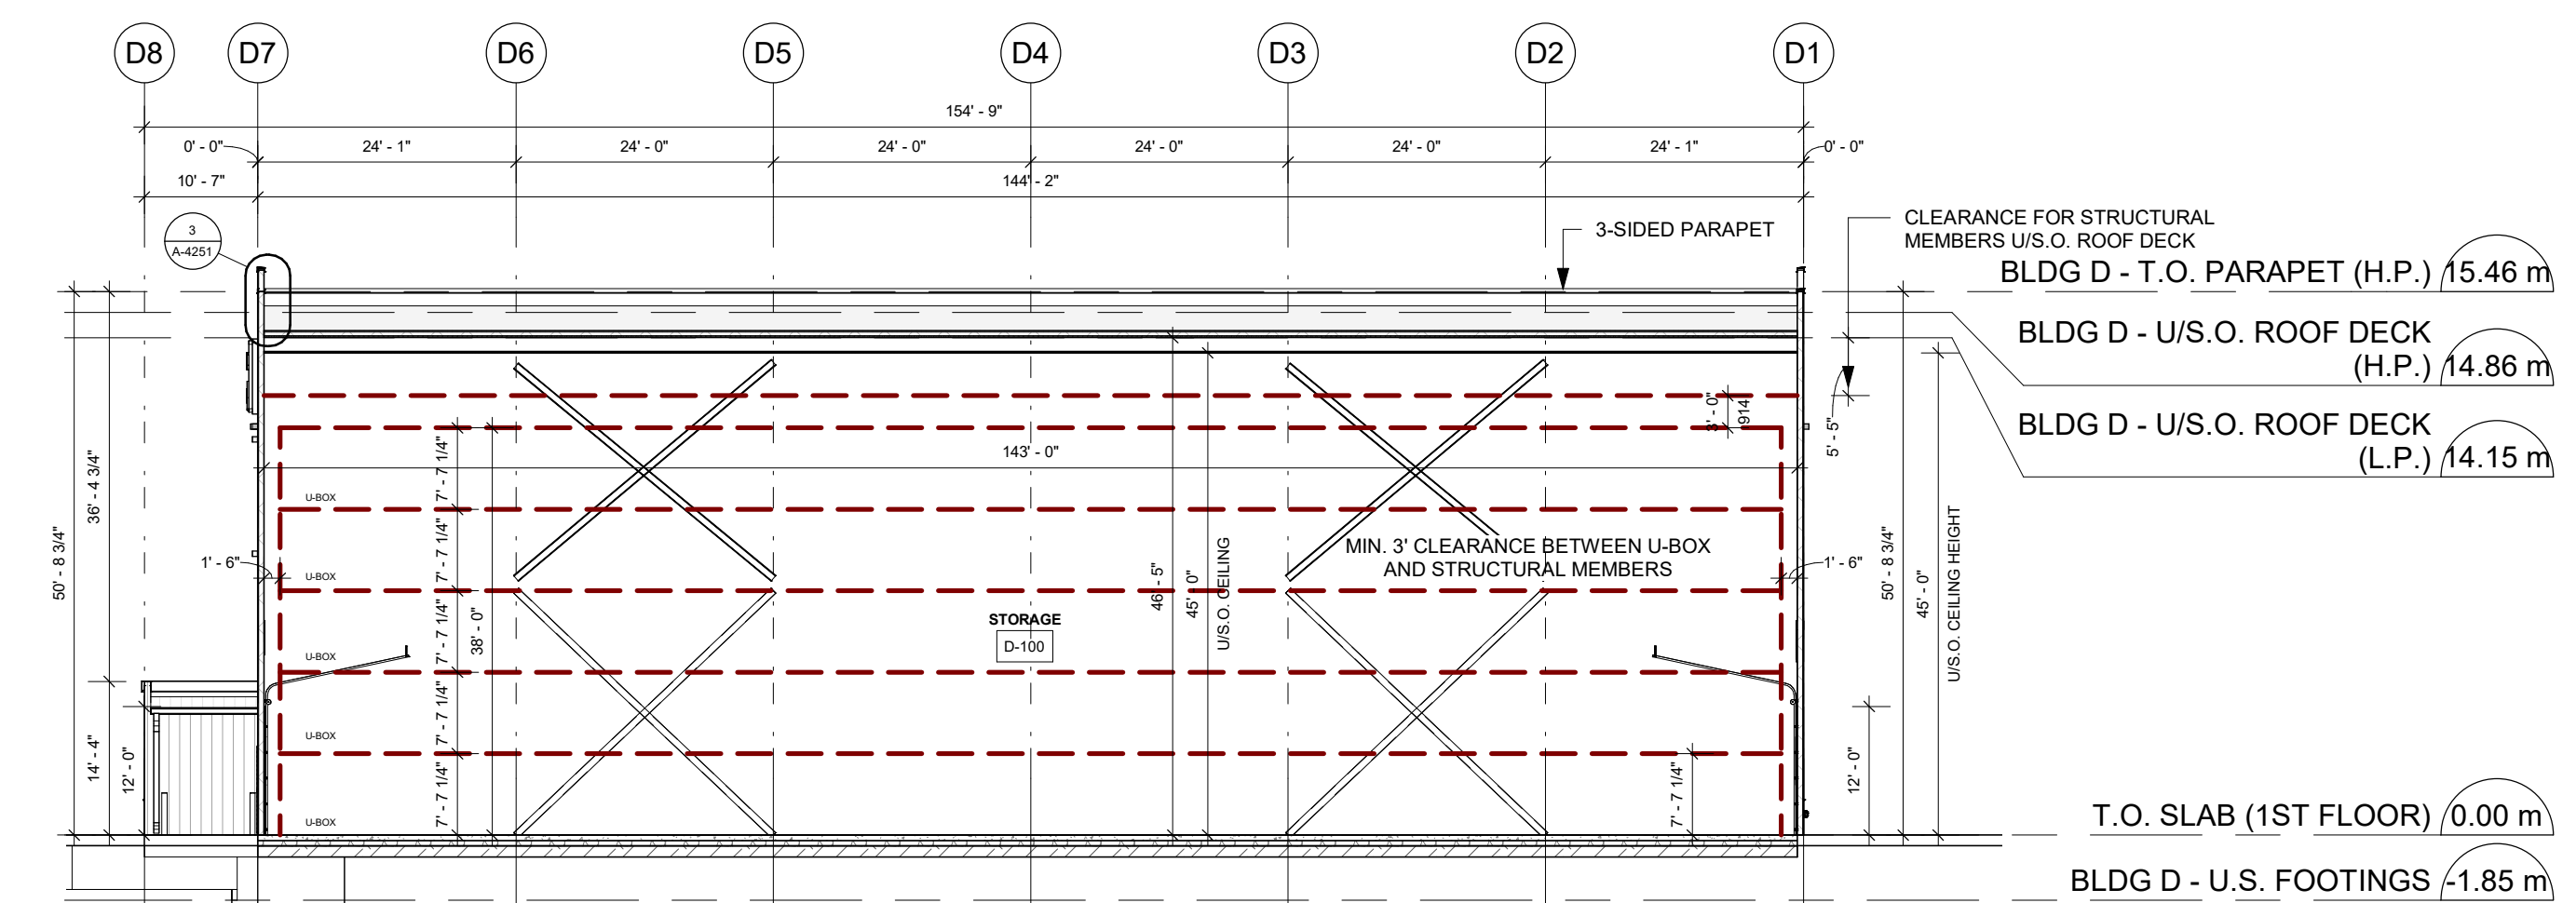 D8 D7 D6 D5 D4 D3 D2 D1
154' - 9"
0' - 0" 24' - 1" 24' - 0" 24' - 0" 24' - 0" 24' - 0" 24' - 1" 0' - 0"
10' - 7" 144' - 2"
3
A-4251
3-SIDED PARAPET
CLEARANCE FOR STRUCTURAL
MEMBERS U/S.O. ROOF DECK
BLDG D - T.O. PARAPET (H.P.) 15.46 m
BLDG D - U/S.O. ROOF DECK
(H.P.) 14.86 m
BLDG D - U/S.O. ROOF DECK
(L.P.) 14.15 m
3' - 0"
914
5' - 5"
143' - 0"
50' - 8 3/4"
36' - 4 3/4"
14' - 4"
12' - 0"
1' - 6"
U-BOX
U-BOX
U-BOX
U-BOX
U-BOX
7' - 7 1/4"
7' - 7 1/4"
7' - 7 1/4"
7' - 7 1/4"
7' - 7 1/4"
38' - 0"
STORAGE
D-100
46' - 5"
45' - 0"
U/S.O. CEILING
MIN. 3' CLEARANCE BETWEEN U-BOX
AND STRUCTURAL MEMBERS
7' - 7 1/4"
1' - 6"
12' - 0"
50' - 8 3/4"
45' - 0"
U/S.O. CEILING HEIGHT
T.O. SLAB (1ST FLOOR) 0.00 m
BLDG D - U.S. FOOTINGS -1.85 m